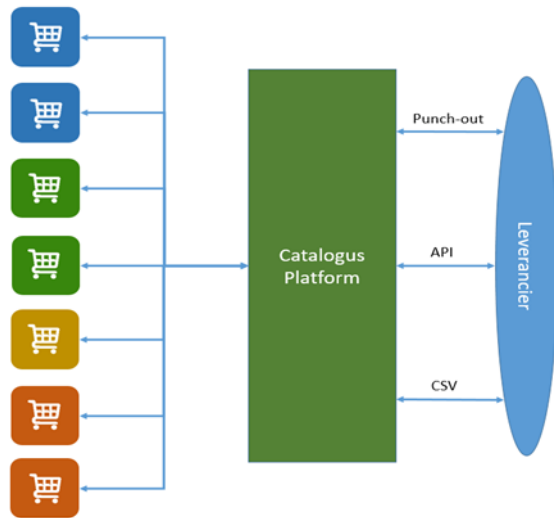 Punch-out
Catalogus
Platform
API
Leverancier
CSV